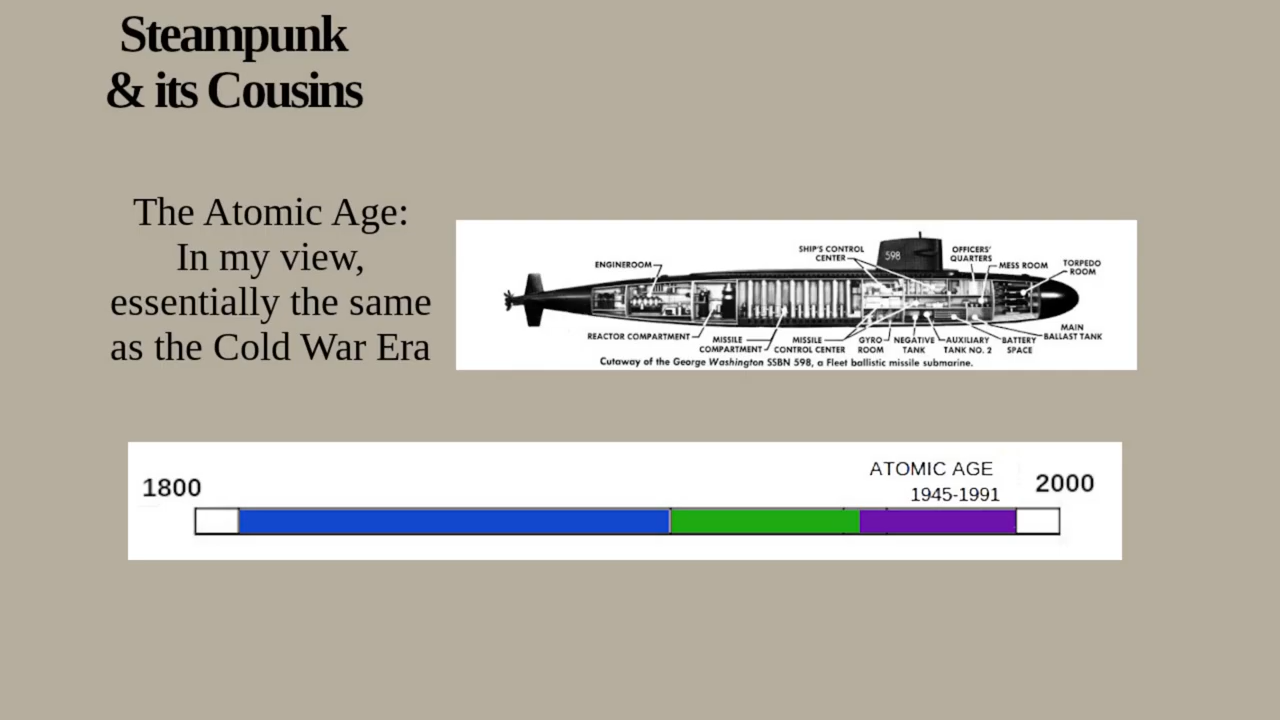 Steampunk
& its Cousins
The Atomic Age:
In my view,
essentially the same
as the Cold War Era
SHIP'S CONTROL
CENTER
OFFICERS'
QUARTERS
598
ENGINEROOM
MESS ROOM
TORPEDO
ROOM
REACTOR COMPARTMENT
MISSILE
COMPARTMENT
MISSILE
CONTROL CENTER
GYRO
ROOM
NEGATIVE
TANK
AUXILIARY
TANK NO. 2
BATTERY
SPACE
MAIN
BALLAST TANK
Cutaway of the George Washington SSBN 598, a Fleet ballistic missile submarine.
ATOMIC AGE
1945-1991
1800
2000